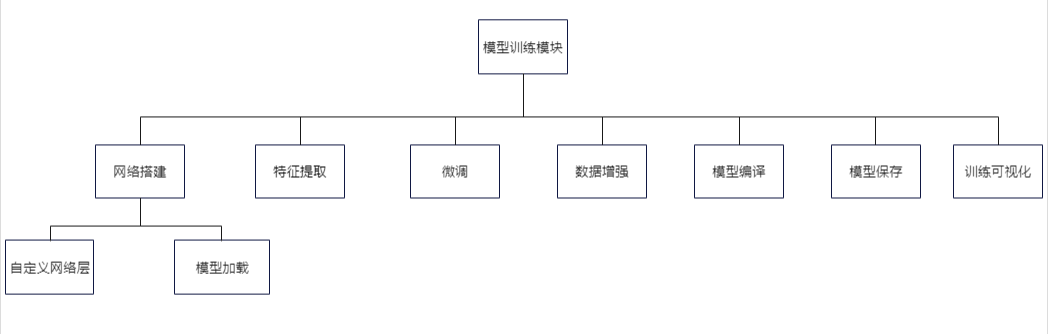 模型训练模块
网络搭建
特征提取
微调
数据增强
模型编译
模型保存
训练可视化
自定义网络层
模型加载